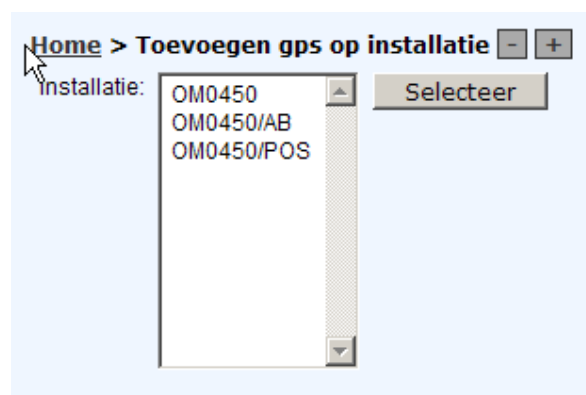 Home > Toevoegen gps op installatie - +
Installatie:
OM0450
OM0450/AB
OM0450/POS
Selecteer